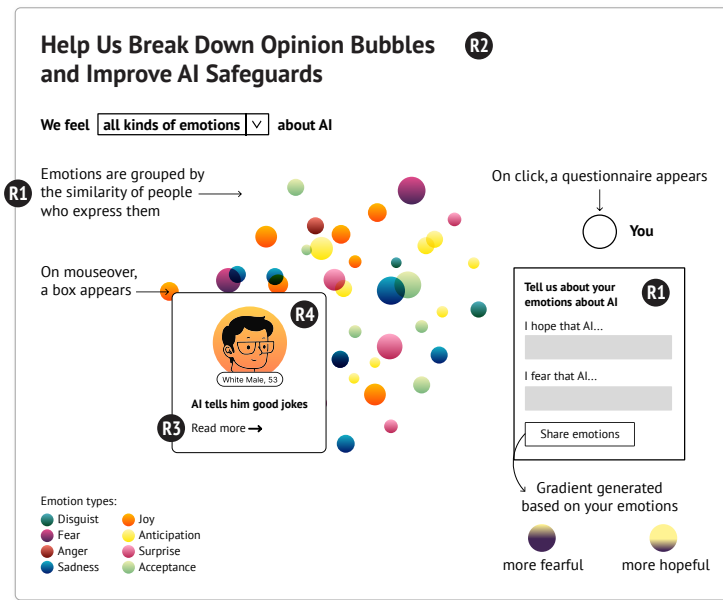 Help Us Break Down Opinion Bubbles
and Improve AI Safeguards
R2
We feel all kinds of emotions about AI
R1
Emotions are grouped by
the similarity of people
who express them
On click, a questionnaire appears
You
On mouseover,
a box appears
R4
White Male, 53
AI tells him good jokes
R3
Read more
Tell us about your
emotions about AI
R1
I hope that AI...
I fear that AI...
Share emotions
Gradient generated
based on your emotions
more fearful
more hopeful
Emotion types:
Disguist
Fear
Anger
Sadness
Joy
Anticipation
Surprise
Acceptance